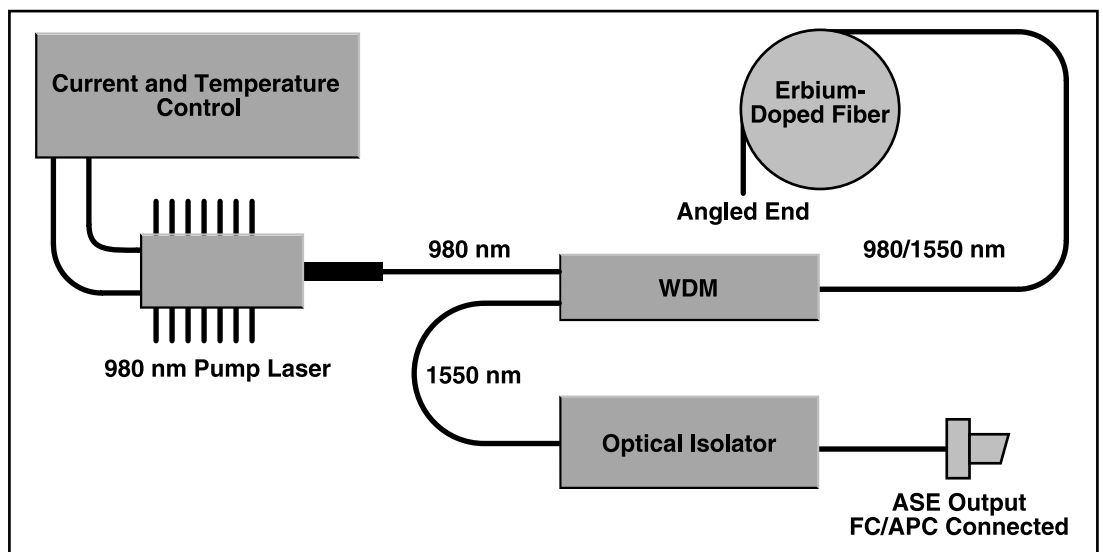 Current and Temperature
Control
Erbium-
Doped Fiber
Angled End
980 nm
980/1550 nm
WDM
980 nm Pump Laser
1550 nm
Optical Isolator
ASE Output
FC/APC Connected